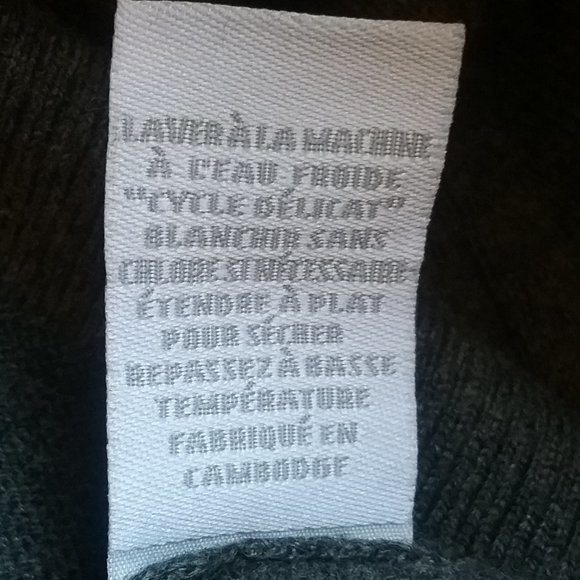 LAVER À LA MACHINE
À L'EAU FROIDE
"CYCLE DÉLICAT"
BLANCHIR SANS
CHLORE SI NÉCESSAIRE
ÉTENDRE À PLAT
POUR SÉCHER
REPASSEZ À BASSE
TEMPÉRATURE
FABRIQUÉ EN
CAMBODGE